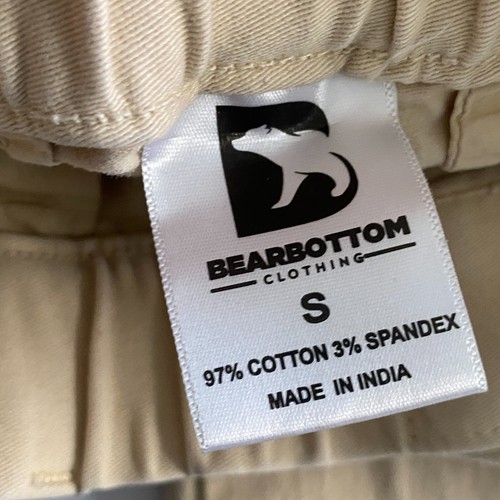 BEARBOTTOM
CLOTHING
S
97% COTTON 3% SPANDEX
MADE IN INDIA